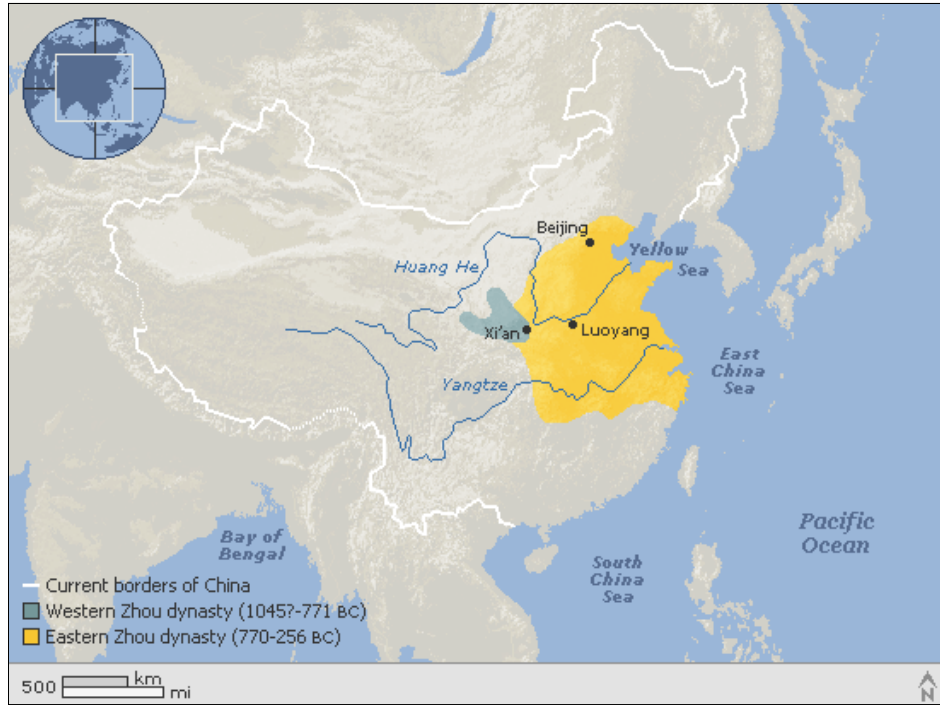 Beijing
Yellow
Sea
Huang He
Xi'an
Luoyang
East
China
Sea
Yangtze
Pacific
Ocean
Bay of
Bengal
South
China
Sea
Current borders of China
Western Zhou dynasty (1045?-771 BC)
Eastern Zhou dynasty (770-256 BC)
500 km
mi
N